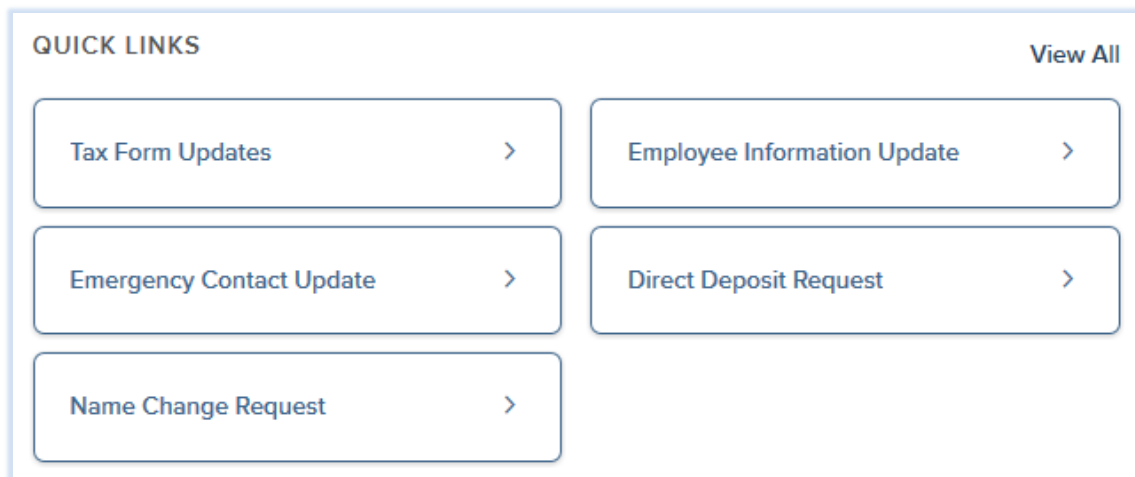 QUICK LINKS
View All
Tax Form Updates
Employee Information Update
Emergency Contact Update
Direct Deposit Request
Name Change Request